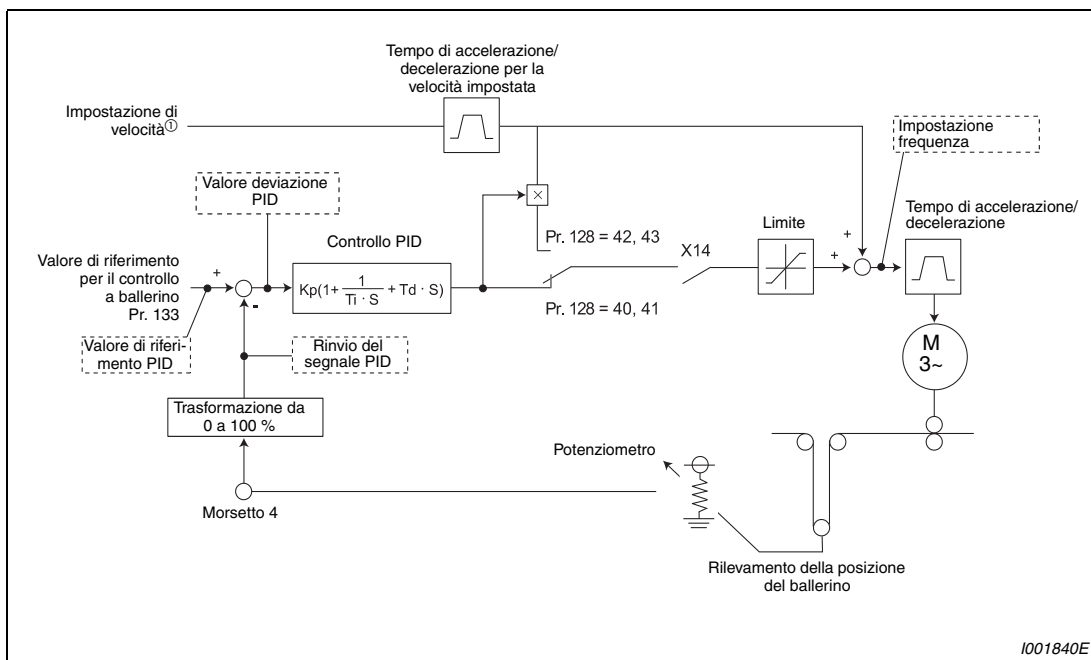 Tempo di accelerazione/
decelerazione per la
velocità impostata
Impostazione di
velocità①
Impostazione
frequenza
Valore deviazione
PID
×
Tempo di accelerazione/
decelerazione
Controllo PID
Pr. 128 = 42, 43
X14
Limite
+
+
Valore di riferimento
per il controllo
a ballerino
Pr. 133
+
-
Kp(1+ 1/(Ti · S) + Td · S)
Pr. 128 = 40, 41
Valore di riferi-
mento PID
Rinvio del
segnale PID
M
3~
Trasformazione da
0 a 100 %
Potenziometro
Morsetto 4
Rilevamento della posizione
del ballerino
I001840E